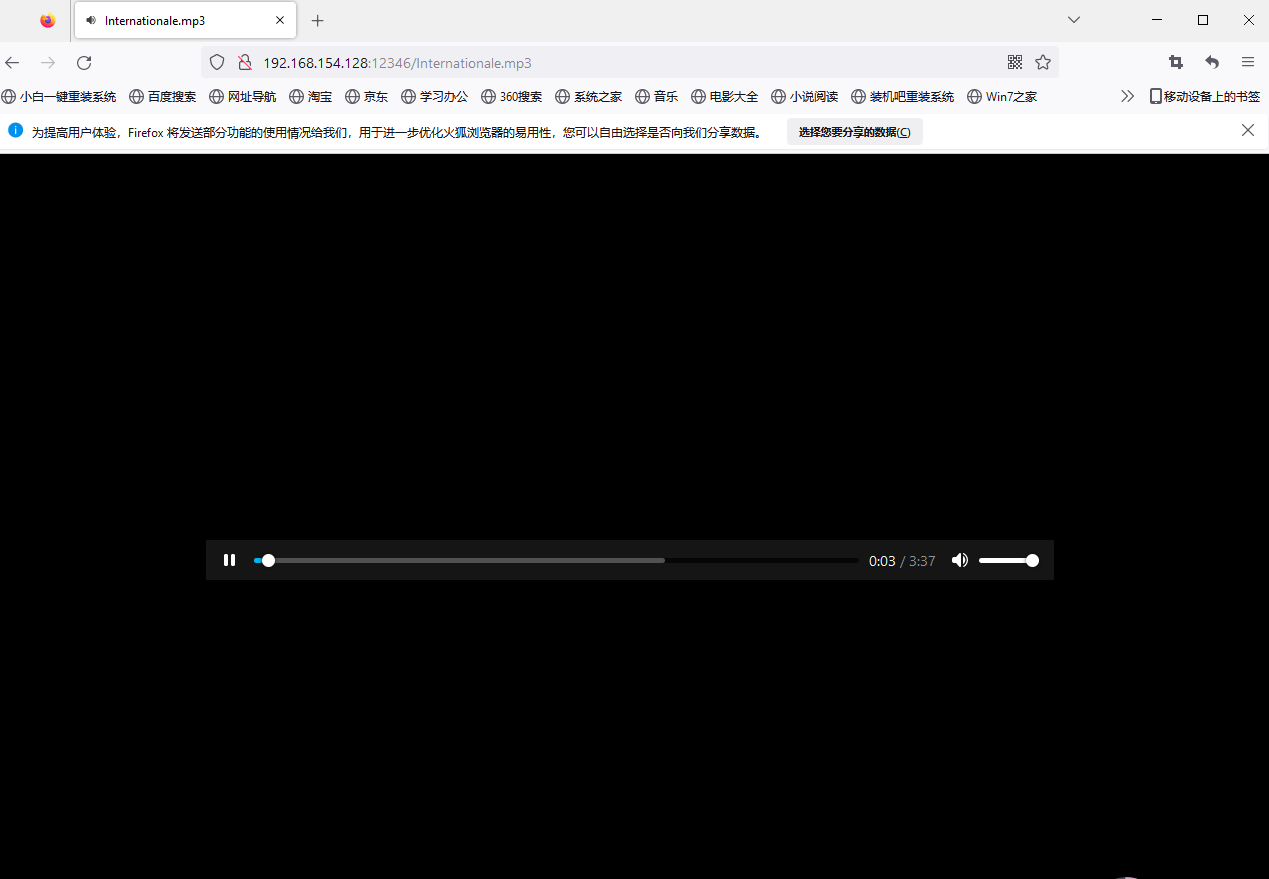 Internationale.mp3
192.168.154.128:12346/Internationale.mp3
小白一键重装系统 百度搜索 网址导航 淘宝 京东 学习办公 360搜索 系统之家 音乐 电影大全 小说阅读 装机吧重装系统 Win7之家 移动设备上的书签
为提高用户体验，Firefox 将发送部分功能的使用情况给我们，用于进一步优化火狐浏览器的易用性，您可以自由选择是否向我们分享数据。 选择您要分享的数据(C)
0:03 / 3:37